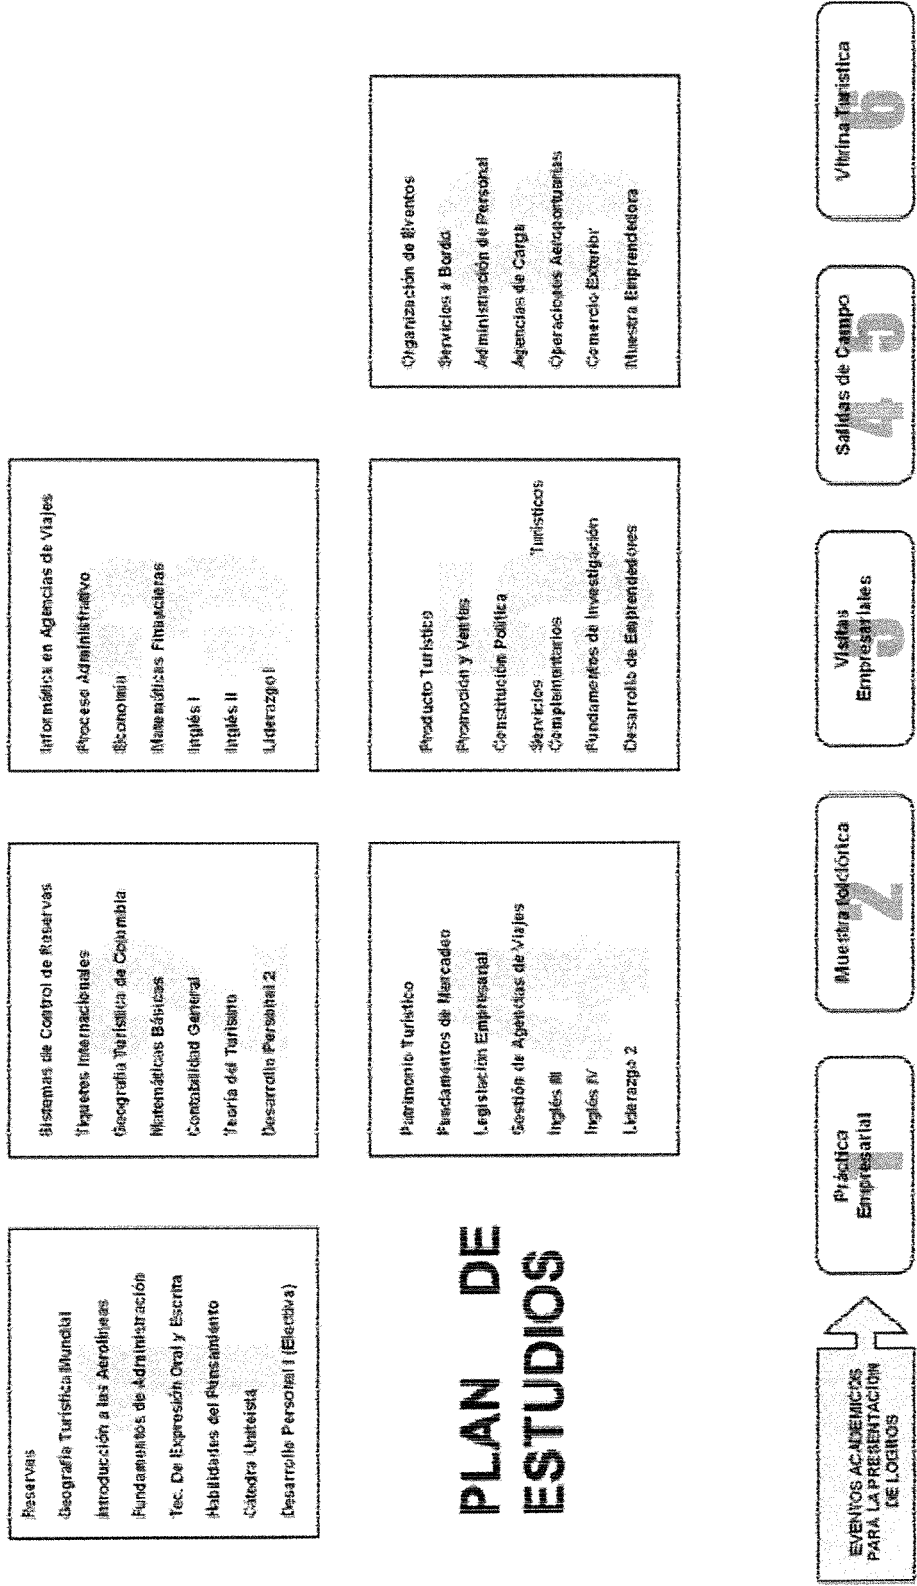 Reservas
Geografía Turística Mundial
Introducción a las Aerolíneas
Fundamentos de Administración
Tec. De Expresión Oral y Escrita
Habilidades del Pensamiento
Cátedra Uniteista
Desarrollo Personal I (Electiva)
Sistemas de Control de Reservas
Tiquetes Internacionales
Geografía Turística de Colombia
Matemáticas Básicas
Contabilidad General
Teoría del Turismo
Desarrollo Personal 2
Informática en Agencias de Viajes
Proceso Administrativo
Economía
Matemáticas Financieras
Inglés I
Inglés II
Liderazgo I
PLAN DE
ESTUDIOS
Patrimonio Turístico
Fundamentos de Mercadeo
Legislación Empresarial
Gestión de Agencias de Viajes
Inglés III
Inglés IV
Liderazgo 2
Producto Turístico
Promoción y Ventas
Constitución Política
Servicios Turísticos
Complementarios
Fundamentos de Investigación
Desarrollo de Emprendedores
Organización de Eventos
Servicios a Bordo
Administración de Personal
Agencias de Carga
Operaciones Aeroportuarias
Comercio Exterior
Muestra Emprendedora
EVENTOS ACADEMICOS
PARA LA PRESENTACION
DE LOGROS
Práctica
Empresarial
1
Muestra folclórica
2
Visitas
Empresariales
3
Salidas de Campo
4 5
Vitrina Turística
6